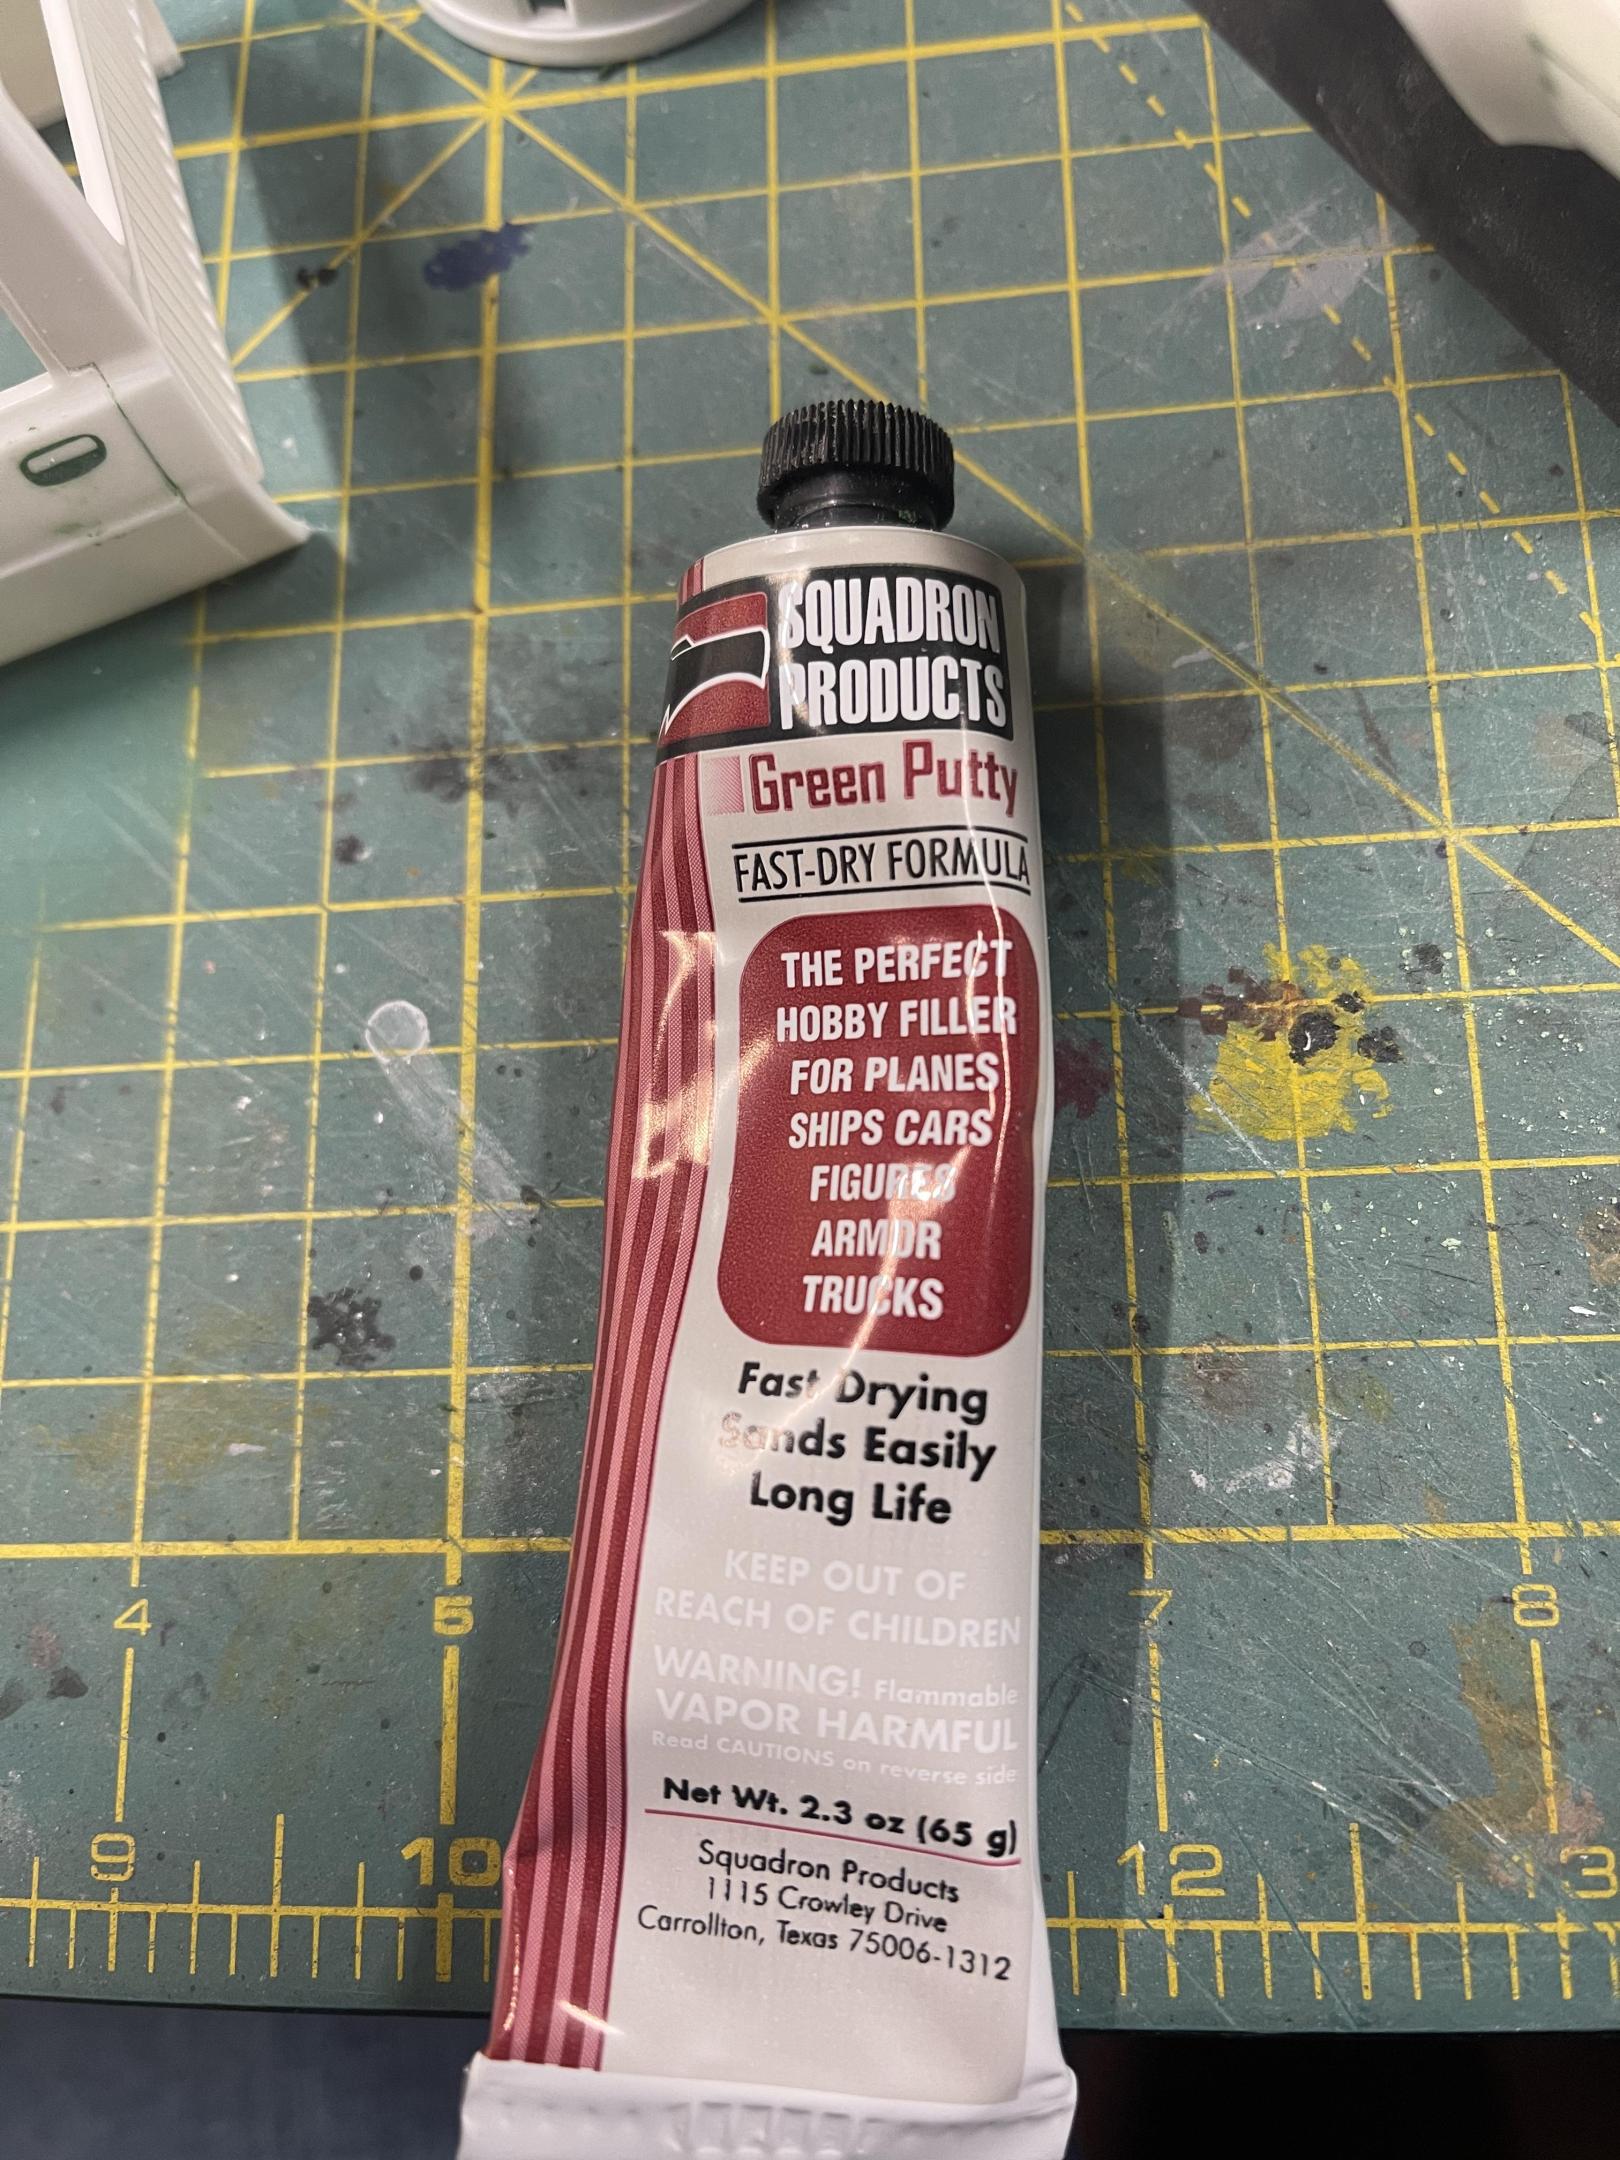 SQUADRON
PRODUCTS
Green Putty
FAST-DRY FORMULA
THE PERFECT
HOBBY FILLER
FOR PLANES
SHIPS CARS
FIGURES
ARMOR
TRUCKS
Fast Drying
Sands Easily
Long Life
KEEP OUT OF
REACH OF CHILDREN
WARNING! Flammable
VAPOR HARMFUL
Read CAUTIONS on reverse side
Net Wt. 2.3 oz (65 g)
Squadron Products
1115 Crowley Drive
Carrollton, Texas 75006-1312
4 5 7 8
9 10 12 13